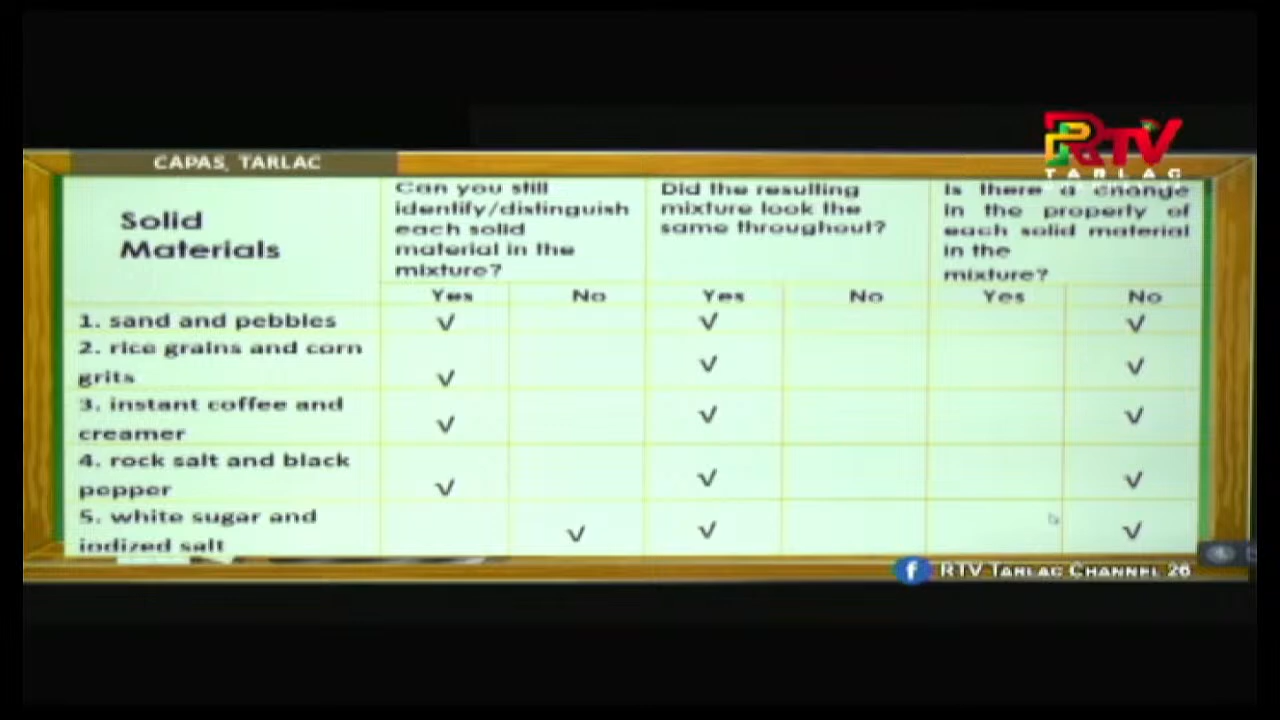 RTV
TARLAC
CAPAS, TARLAC
Solid
Materials
Can you still
identify/distinguish
each solid
material in the
mixture?
Did the resulting
mixture look the
same throughout?
Is there a change
in the property of
each solid material
in the
mixture?
Yes No Yes No Yes No
1. sand and pebbles √ √ √
2. rice grains and corn
grits √ √ √
3. instant coffee and
creamer √ √ √
4. rock salt and black
pepper √ √ √
5. white sugar and
iodized salt √ √ √
f RTV TARLAC CHANNEL 26